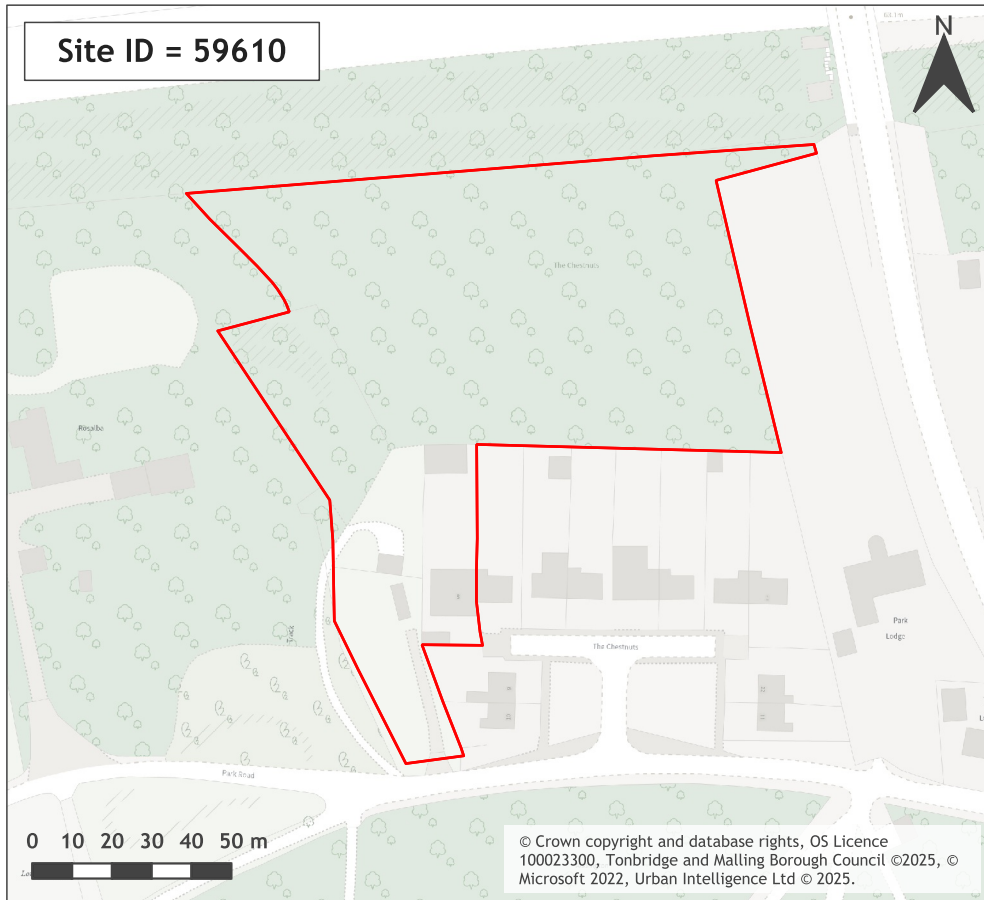 Site ID = 59610
N
The Chestnuts
Rosalba
Track
Park
Lodge
The Chestnuts
Park Road
0 10 20 30 40 50 m
© Crown copyright and database rights, OS Licence
100023300, Tonbridge and Malling Borough Council ©2025, ©
Microsoft 2022, Urban Intelligence Ltd © 2025.